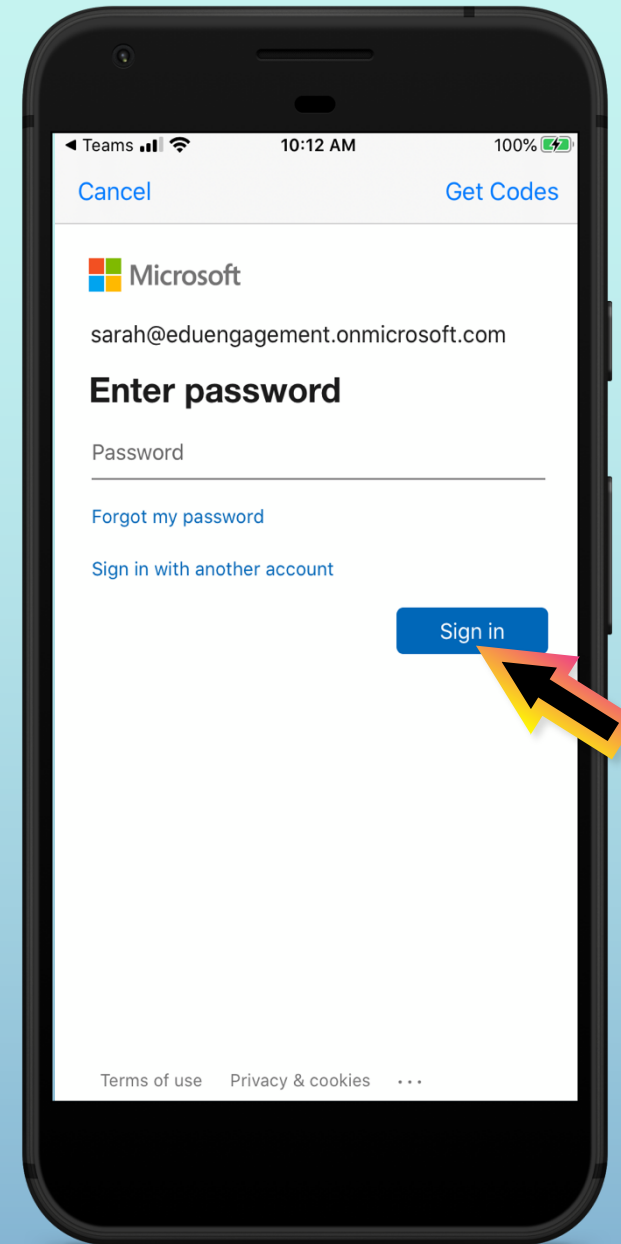 Teams 10:12 AM 100%
Cancel Get Codes
Microsoft
sarah@eduengagement.onmicrosoft.com
Enter password
Password
Forgot my password
Sign in with another account
Sign in
Terms of use Privacy & cookies ...